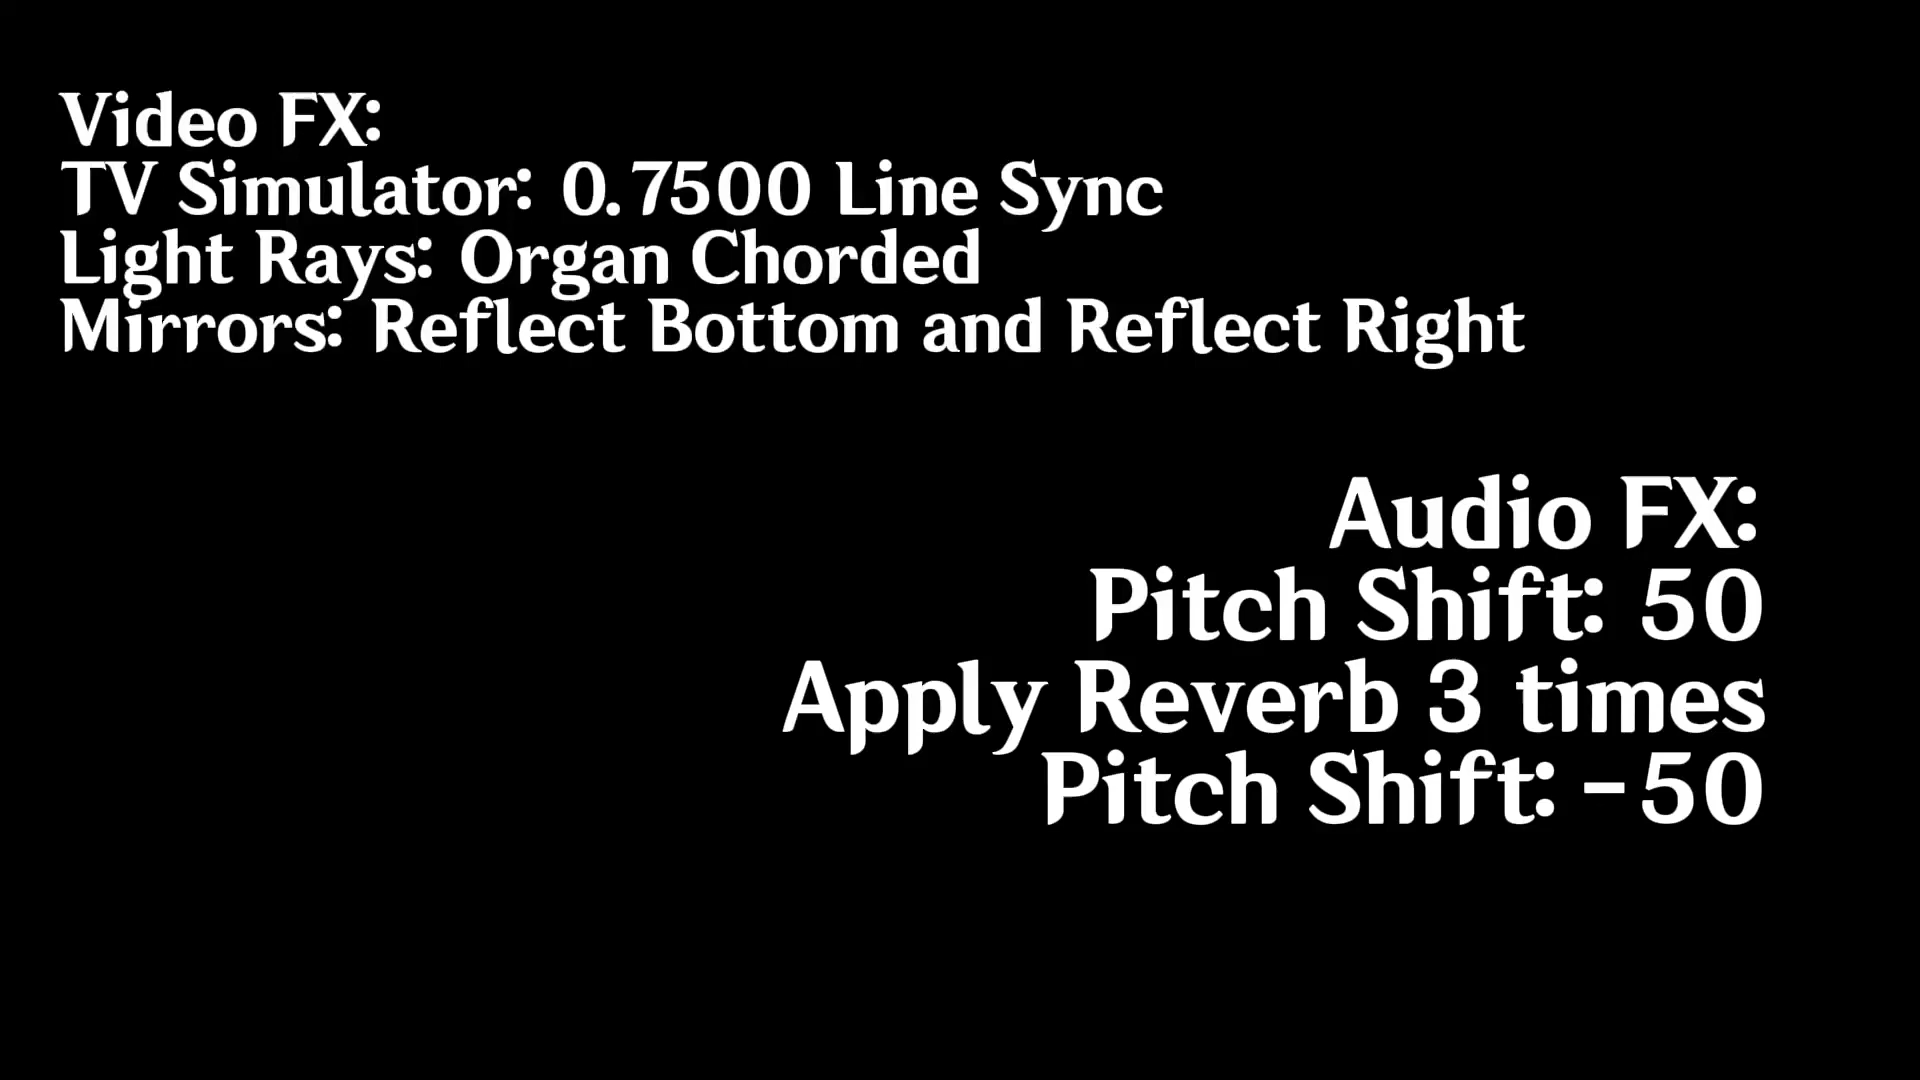 Video FX:
TV Simulator: 0.7500 Line Sync
Light Rays: Organ Chorded
Mirrors: Reflect Bottom and Reflect Right
Audio FX:
Pitch Shift: 50
Apply Reverb 3 times
Pitch Shift: -50